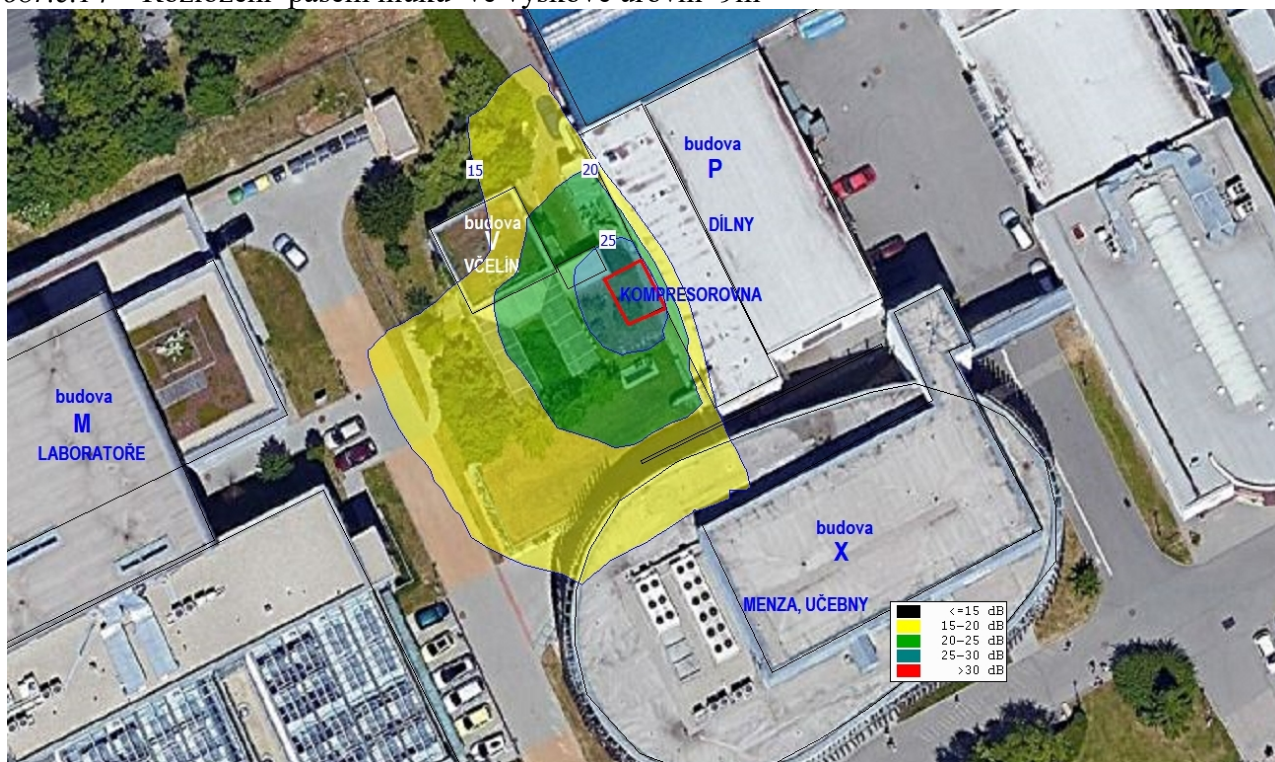 Rozložení pásem hluku ve výškové úrovni 9m
15
20
budova
P
DÍLNY
budova
V
VČELÍN
25
KOMPRESOROVNA
budova
M
LABORATOŘE
budova
X
MENZA, UČEBNY
<=15 dB
15-20 dB
20-25 dB
25-30 dB
>30 dB